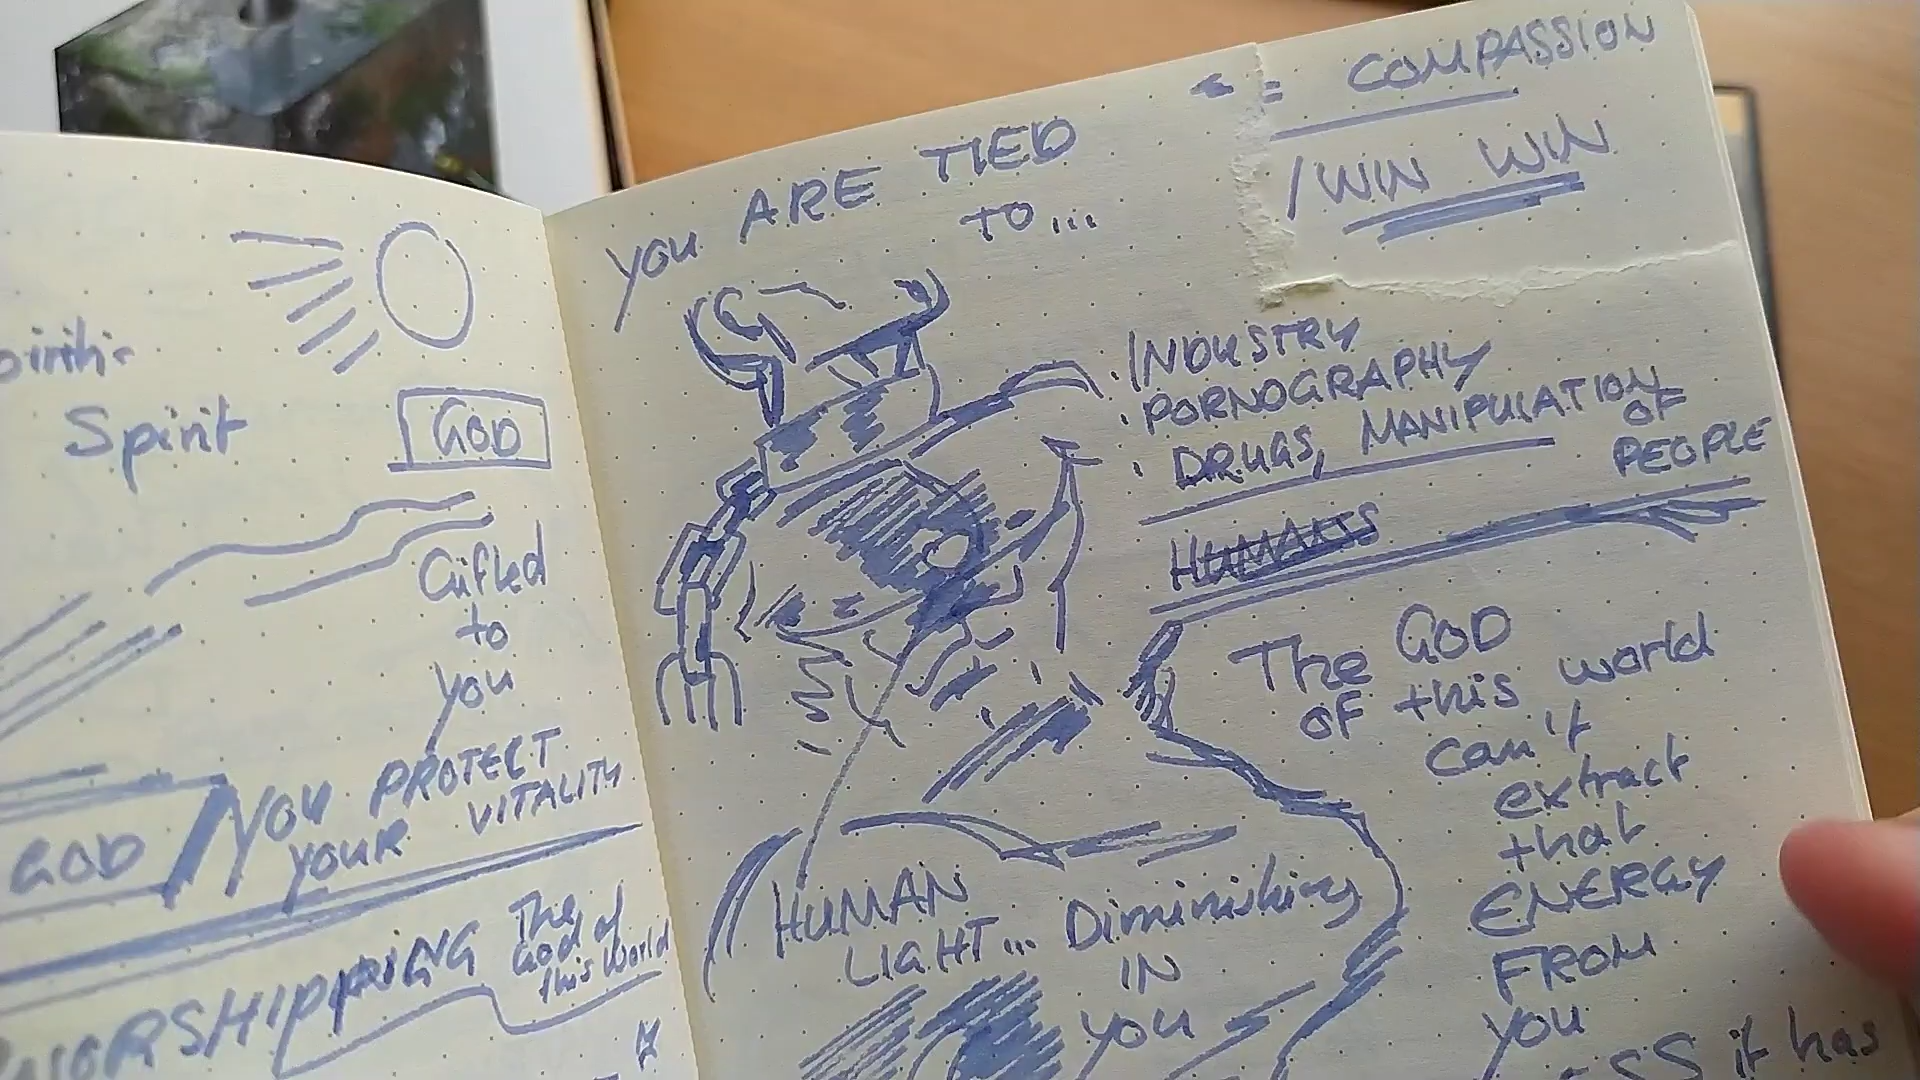 Spirit
GOD
Gifted
to
you
GOD
YOU PROTECT
YOUR VITALITY
WORSHIPPING
The
God of
this World
= COMPASSION
/WIN WIN
YOU ARE TIED
TO...
· INDUSTRY
· PORNOGRAPHY
· DRUGS, MANIPULATION
OF
PEOPLE
HUMANS
The GOD
OF this world
can't
extract
that
ENERGY
FROM
YOU
it has
HUMAN
LIGHT... Diminishing
IN
YOU